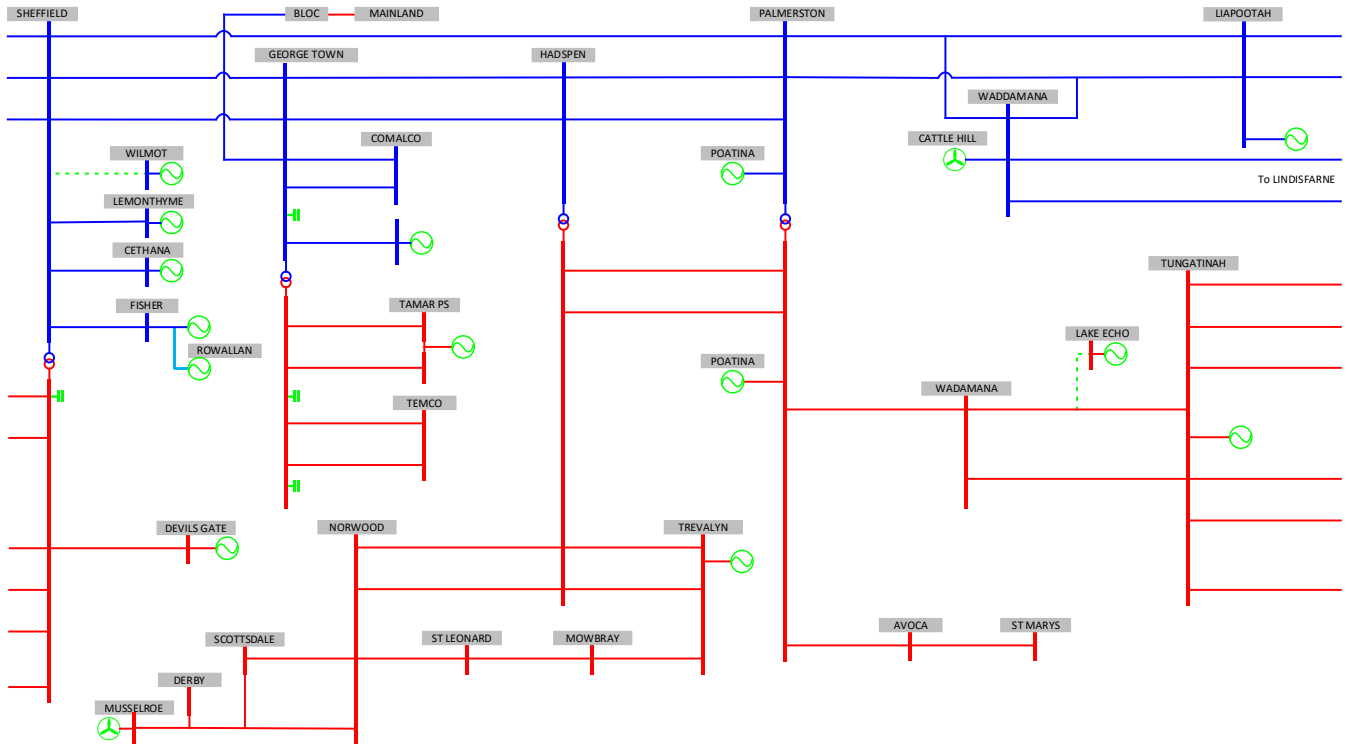 SHEFFIELD
BLOC
MAINLAND
PALMERSTON
LIAPOOTAH
GEORGE TOWN
HADSPEN
WADDAMANA
COMALCO
CATTLE HILL
WILMOT
POATINA
To LINDISFARNE
LEMONTHYME
CETHANA
TUNGATINAH
FISHER
TAMAR PS
LAKE ECHO
ROWALLAN
POATINA
WADAMANA
TEMCO
DEVILS GATE
NORWOOD
TREVALYN
AVOCA
ST MARYS
SCOTTSDALE
ST LEONARD
MOWBRAY
DERBY
MUSSELROE